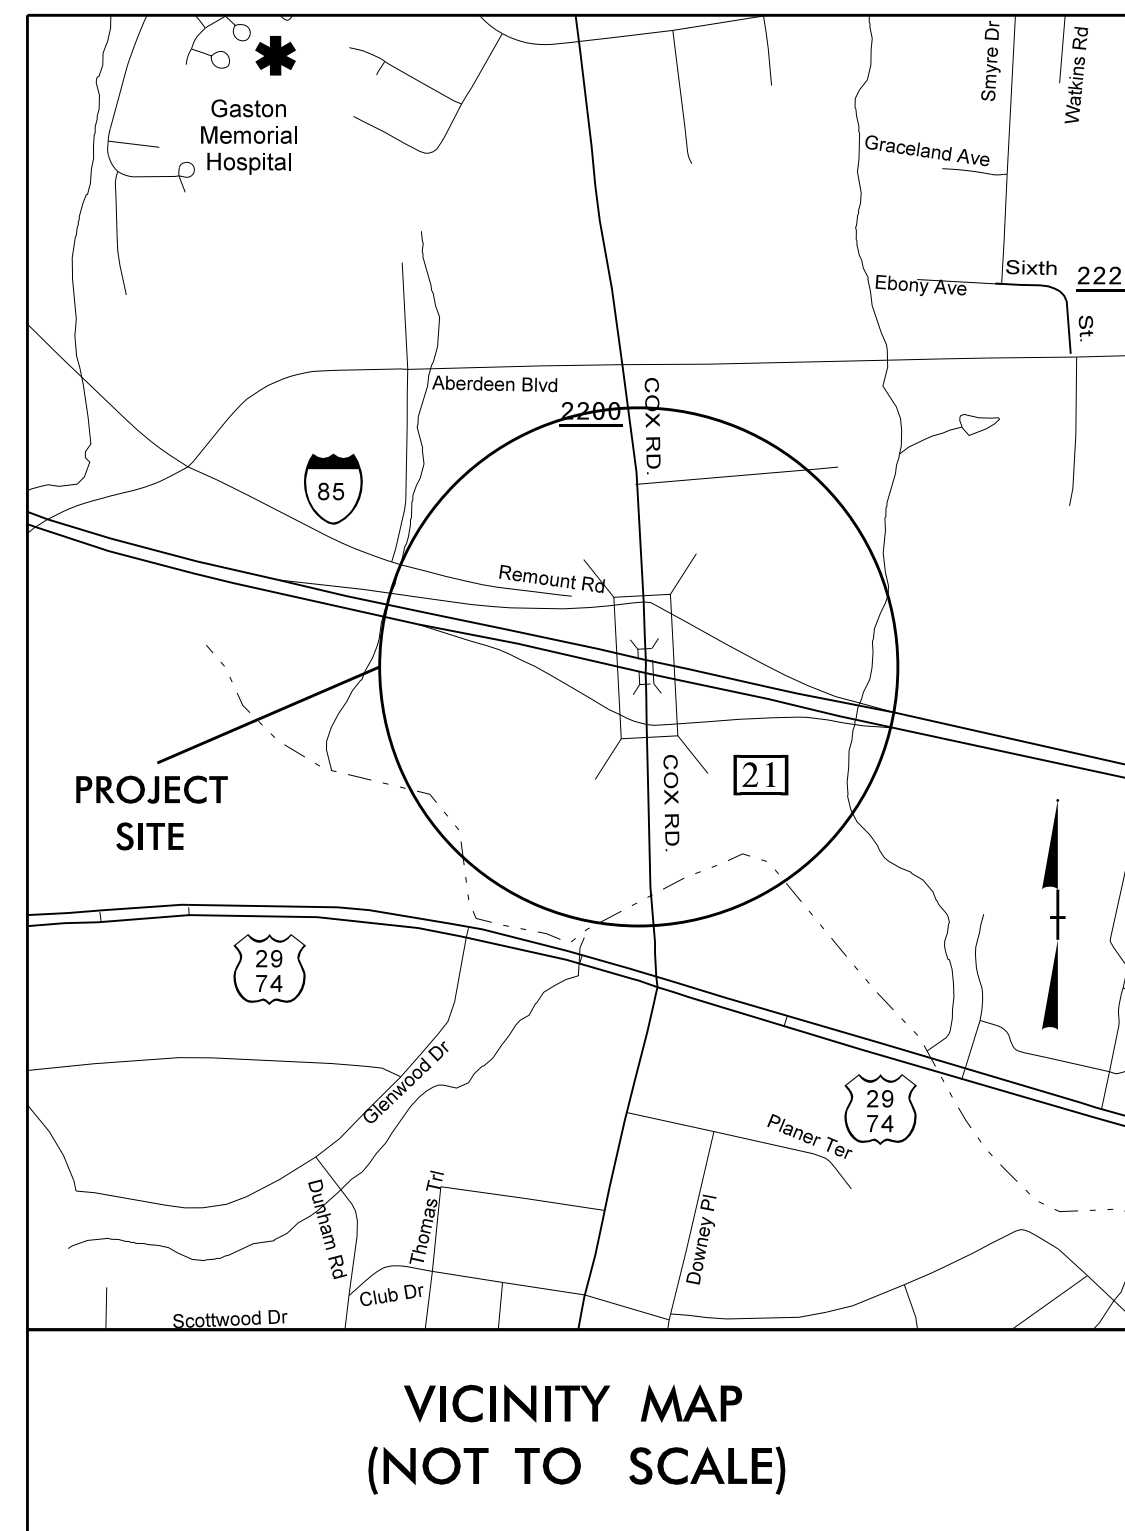 Smyre Dr
Watkins Rd
Gaston
Memorial
Hospital
Graceland Ave
Sixth
222
Ebony Ave
St.
Aberdeen Blvd
2200
COX RD.
85
Remount Rd
PROJECT
SITE
21
COX RD.
29
74
Glenwood Dr
29
74
Planer Ter
Dunham Rd
Thomas Trl
Downey Pl
Club Dr
Scottwood Dr
VICINITY MAP
(NOT TO SCALE)